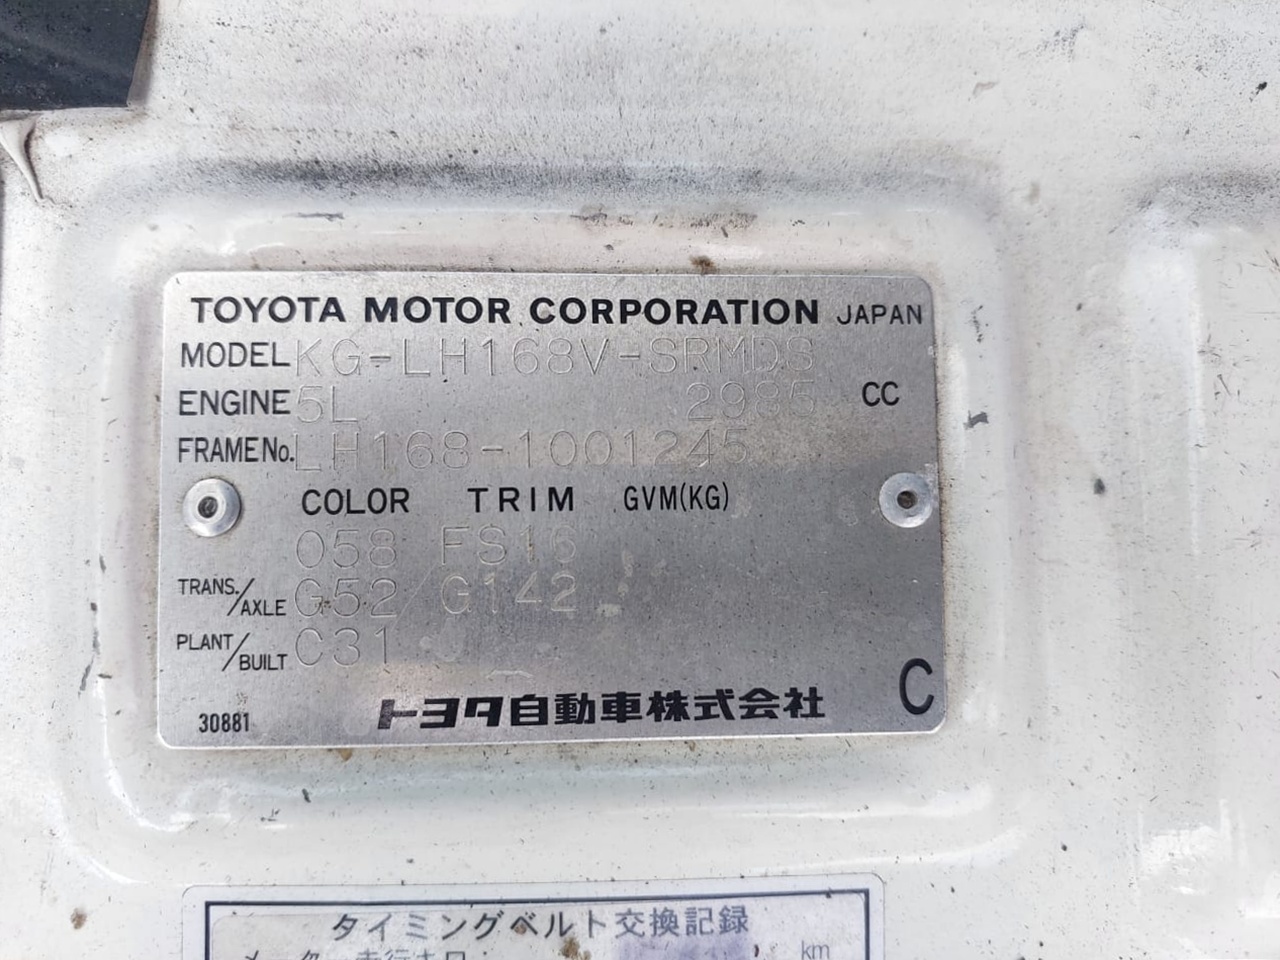 TOYOTA MOTOR CORPORATION JAPAN
MODEL KG-LH168V-SRMDS
ENGINE 5L 2985 CC
FRAME No. LH168-1001245
COLOR TRIM GVM(KG)
058 FS16
TRANS./AXLE G52/G142
PLANT/BUILT C31 J
トヨタ自動車株式会社 C
30881
タイミングベルト交換記録
km